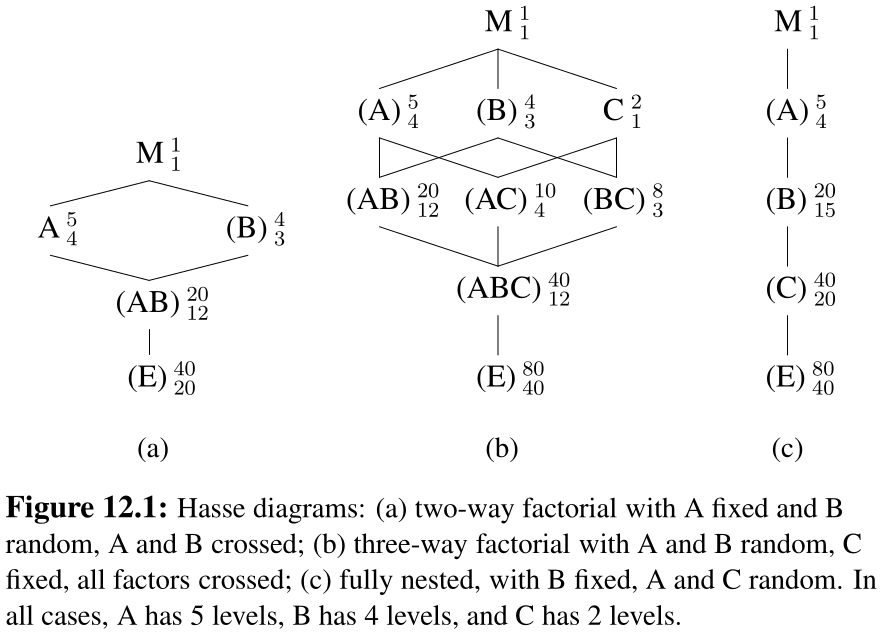 M 1 1
M 1 1
(A) 5 4 (B) 4 3 C 2 1
(A) 5 4
M 1 1
(AB) 20 12 (AC) 10 4 (BC) 8 3
(B) 20 15
A 5 4 (B) 4 3
(ABC) 40 12
(C) 40 20
(AB) 20 12
(E) 40 20
(E) 80 40
(E) 80 40
(a) (b) (c)
Figure 12.1: Hasse diagrams: (a) two-way factorial with A fixed and B
random, A and B crossed; (b) three-way factorial with A and B random, C
fixed, all factors crossed; (c) fully nested, with B fixed, A and C random. In
all cases, A has 5 levels, B has 4 levels, and C has 2 levels.